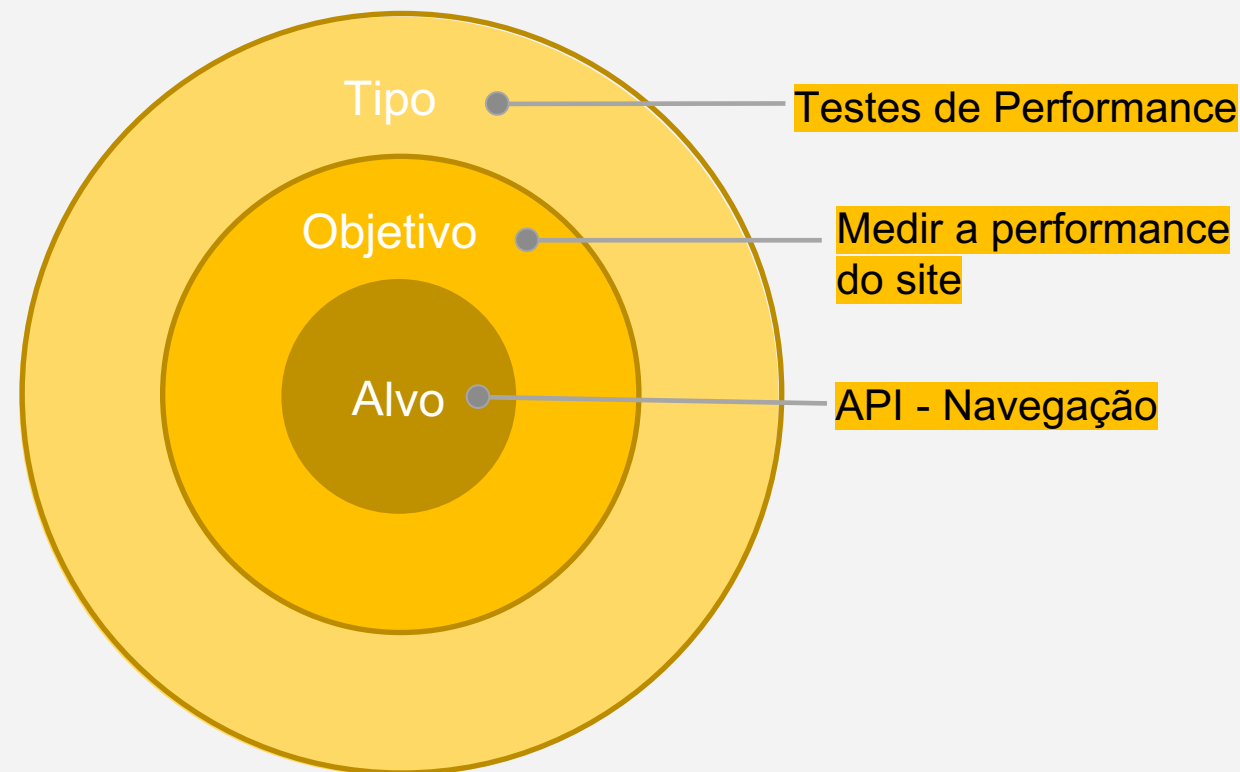 Tipo
Testes de Performance
Objetivo
Medir a performance
do site
Alvo
API - Navegação